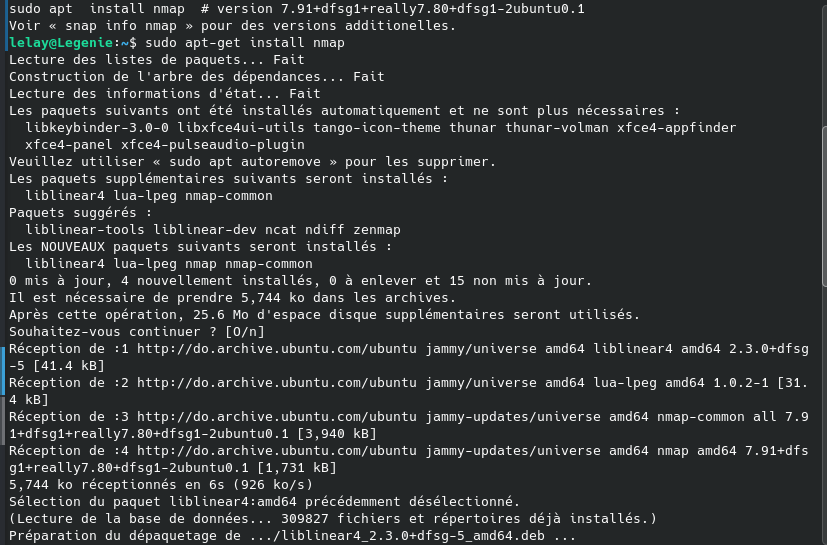 sudo apt  install nmap  # version 7.91+dfsg1+really7.80+dfsg1-2ubuntu0.1
Voir « snap info nmap » pour des versions additionelles.
lelay@Legenie:~$ sudo apt-get install nmap
Lecture des listes de paquets... Fait
Construction de l'arbre des dépendances... Fait
Lecture des informations d'état... Fait
Les paquets suivants ont été installés automatiquement et ne sont plus nécessaires :
  libkeybinder-3.0-0 libxfce4ui-utils tango-icon-theme thunar thunar-volman xfce4-appfinder
  xfce4-panel xfce4-pulseaudio-plugin
Veuillez utiliser « sudo apt autoremove » pour les supprimer.
Les paquets supplémentaires suivants seront installés :
  liblinear4 lua-lpeg nmap-common
Paquets suggérés :
  liblinear-tools liblinear-dev ncat ndiff zenmap
Les NOUVEAUX paquets suivants seront installés :
  liblinear4 lua-lpeg nmap nmap-common
0 mis à jour, 4 nouvellement installés, 0 à enlever et 15 non mis à jour.
Il est nécessaire de prendre 5,744 ko dans les archives.
Après cette opération, 25.6 Mo d'espace disque supplémentaires seront utilisés.
Souhaitez-vous continuer ? [O/n]
Réception de :1 http://do.archive.ubuntu.com/ubuntu jammy/universe amd64 liblinear4 amd64 2.3.0+dfsg
-5 [41.4 kB]
Réception de :2 http://do.archive.ubuntu.com/ubuntu jammy/universe amd64 lua-lpeg amd64 1.0.2-1 [31.
4 kB]
Réception de :3 http://do.archive.ubuntu.com/ubuntu jammy-updates/universe amd64 nmap-common all 7.9
1+dfsg1+really7.80+dfsg1-2ubuntu0.1 [3,940 kB]
Réception de :4 http://do.archive.ubuntu.com/ubuntu jammy-updates/universe amd64 nmap amd64 7.91+dfs
g1+really7.80+dfsg1-2ubuntu0.1 [1,731 kB]
5,744 ko réceptionnés en 6s (926 ko/s)
Sélection du paquet liblinear4:amd64 précédemment désélectionné.
(Lecture de la base de données... 309827 fichiers et répertoires déjà installés.)
Préparation du dépaquetage de .../liblinear4_2.3.0+dfsg-5_amd64.deb ...